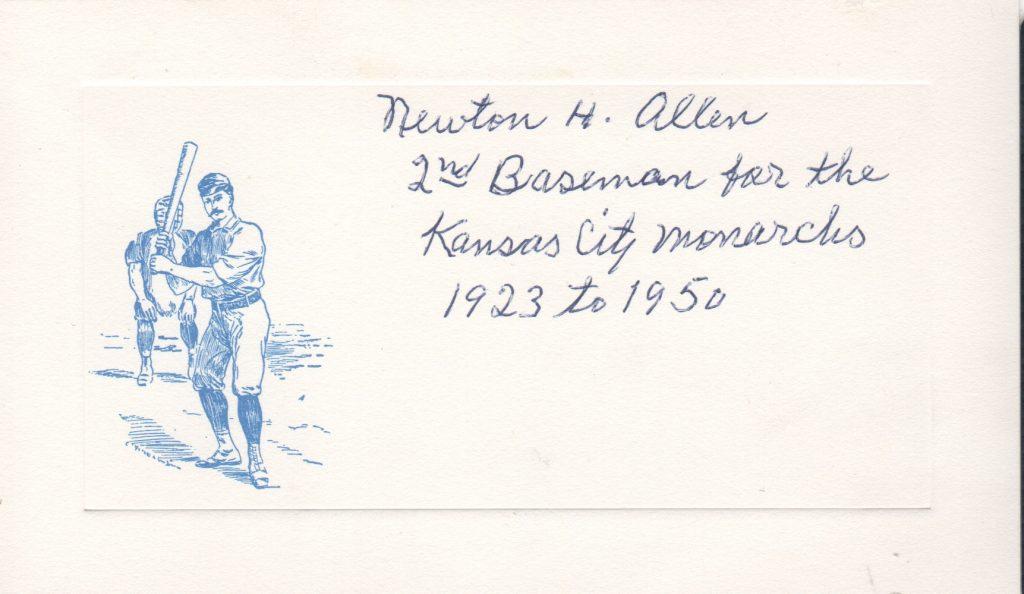 Newton H. Allen
2nd Baseman for the
Kansas City Monarchs
1923 to 1950